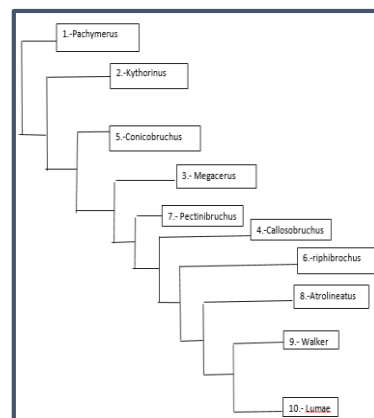 1.-Pachymerus
2.-Kythorinus
5.-Conicobruchus
3.- Megacerus
7.- Pectinibruchus
4.-Callosobruchus
6.-riphibrochus
8.-Atrolineatus
9.- Walker
10.- Lumae